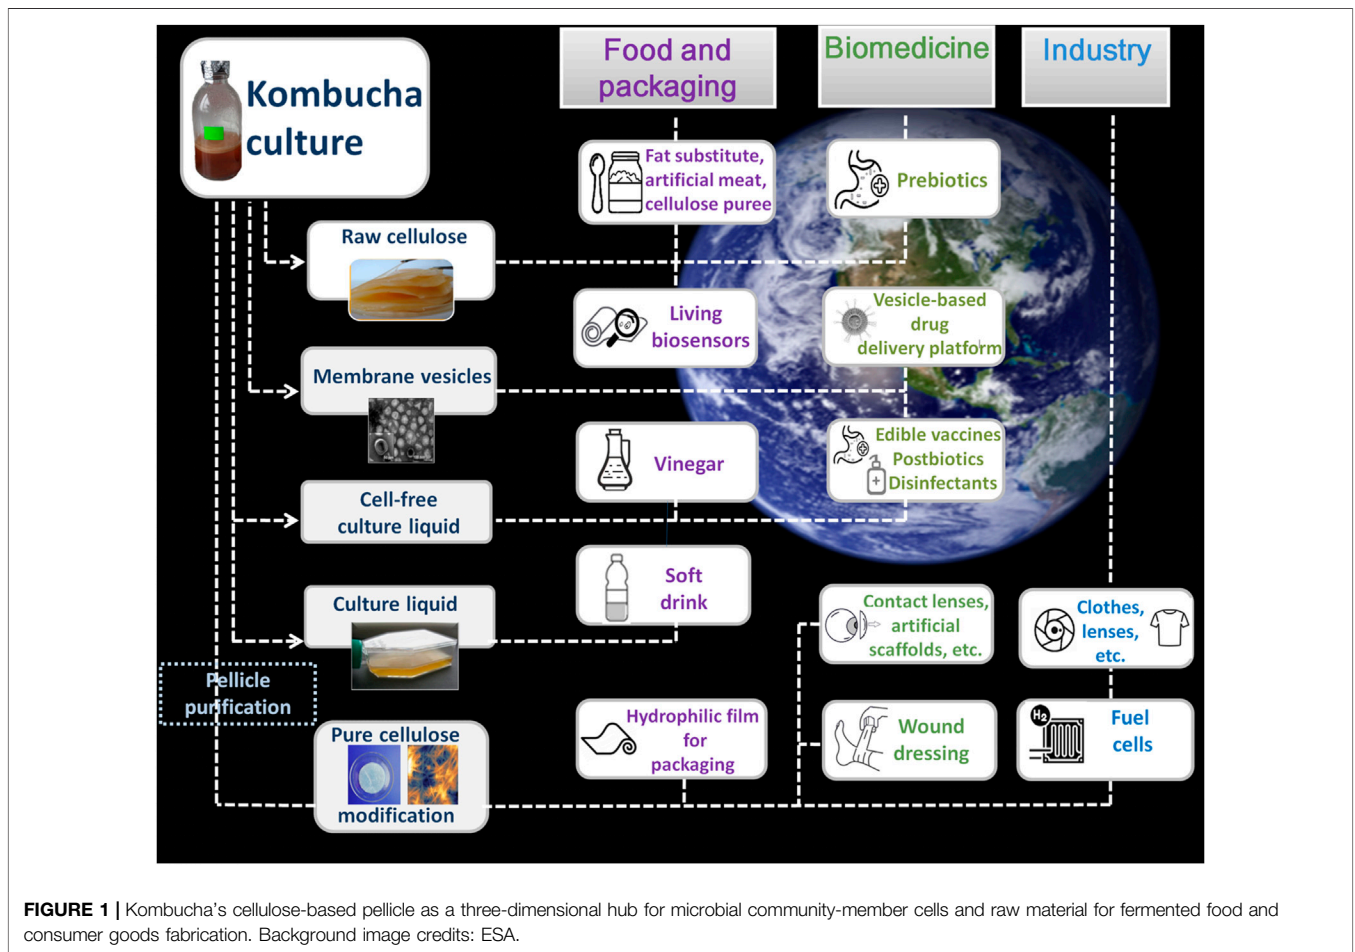 Kombucha
culture
Food and
packaging
Biomedicine
Industry
Fat substitute,
artificial meat,
cellulose puree
Prebiotics
Raw cellulose
Living
biosensors
Vesicle-based
drug
delivery platform
Membrane vesicles
Vinegar
Edible vaccines
Postbiotics
Disinfectants
Cell-free
culture liquid
Soft
drink
Culture liquid
Contact lenses,
artificial
scaffolds, etc.
Clothes,
lenses,
etc.
Pellicle
purification
Pure cellulose
modification
Hydrophilic film
for
packaging
Wound
dressing
H2
Fuel
cells
FIGURE 1 | Kombucha's cellulose-based pellicle as a three-dimensional hub for microbial community-member cells and raw material for fermented food and
consumer goods fabrication. Background image credits: ESA.